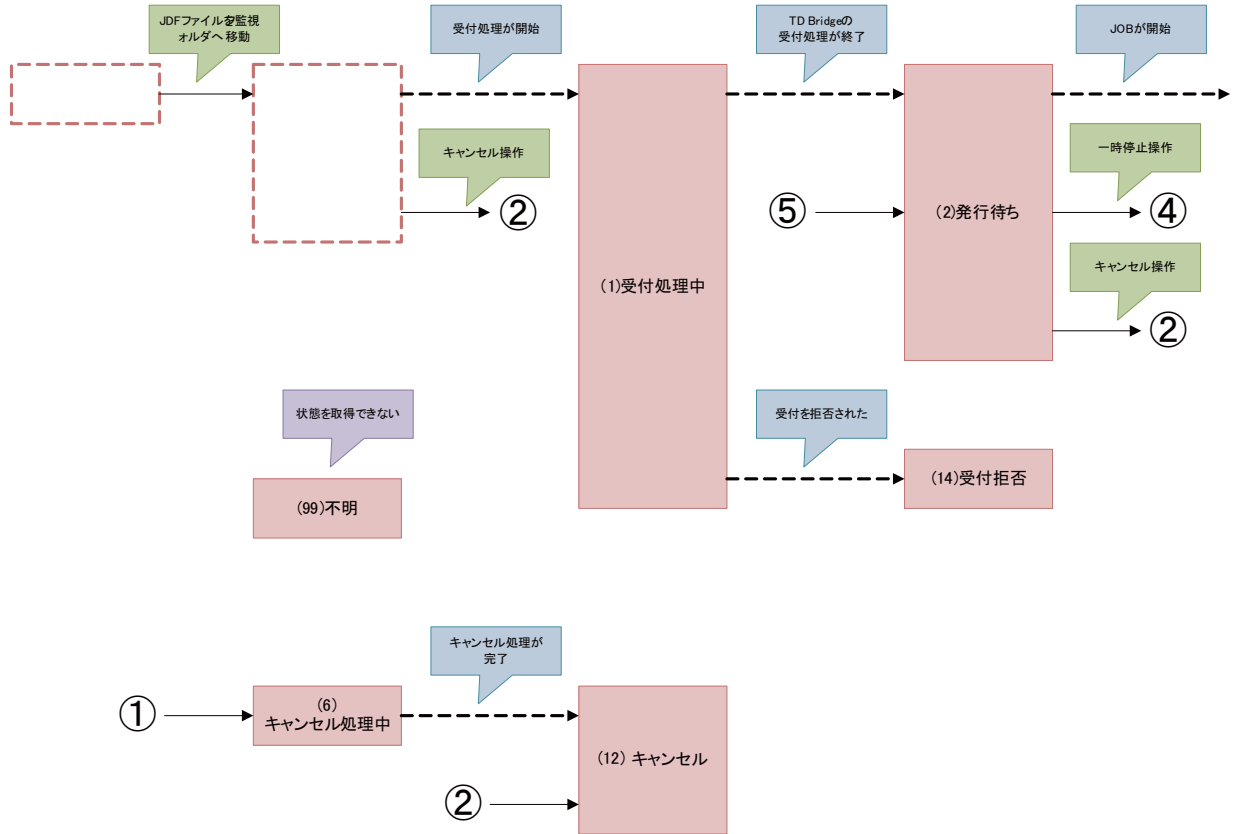 JDFファイルを監視
ォルダへ 移動
受付処理が開始
TD Bridgeの
受付処理が終了
JOBが開始
キャンセル操作
②
一時停止操作
⑤
(2)発行待ち
④
キャンセル操作
②
(1)受付処理中
状態を取得できない
(99)不明
受付を拒否された
(14)受付拒否
キャンセル処理が
完了
①
(6)
キャンセル処理中
(12) キャンセル
②